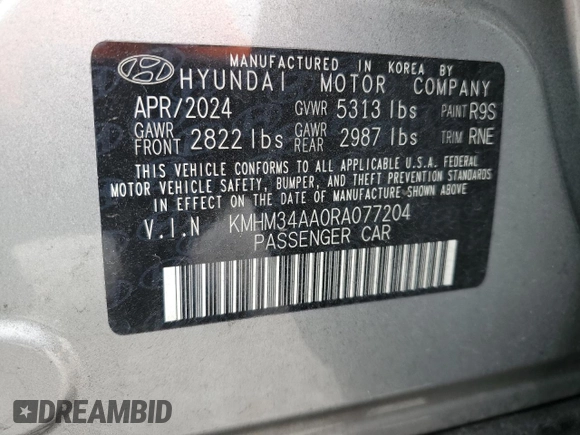 MANUFACTURED IN KOREA BY
HYUNDAI MOTOR COMPANY
APR/2024 GVWR 5313 lbs PAINT R9S
GAWR FRONT 2822 lbs GAWR REAR 2987 lbs TRIM RNE
THIS VEHICLE CONFORMS TO ALL APPLICABLE U.S.A. FEDERAL
MOTOR VEHICLE SAFETY, BUMPER, AND THEFT PREVENTION STANDARDS
IN EFFECT ON THE DATE OF MANUFACTURE SHOWN ABOVE
V.I.N KMHM34AA0RA077204
PASSENGER CAR
DREAMBID